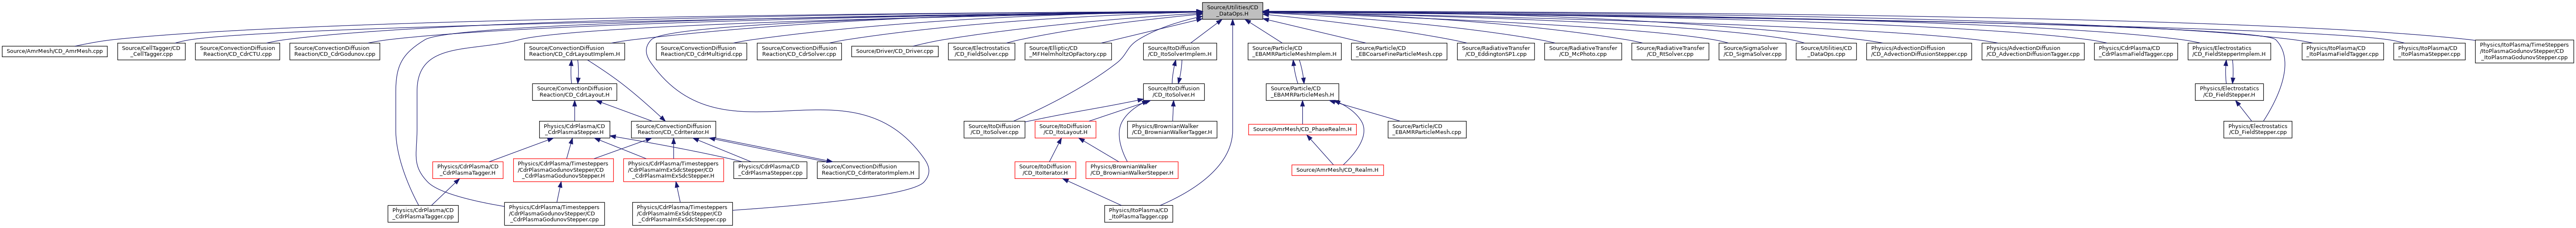 Source/Utilities/CD
_DataOps.H
Source/AmrMesh/CD_AmrMesh.cpp
Source/CellTagger/CD
_CellTagger.cpp
Source/ConvectionDiffusion
Reaction/CD_CdrCTU.cpp
Source/ConvectionDiffusion
Reaction/CD_CdrGodunov.cpp
Source/ConvectionDiffusion
Reaction/CD_CdrLayoutImplem.H
Source/ConvectionDiffusion
Reaction/CD_CdrMultigrid.cpp
Source/ConvectionDiffusion
Reaction/CD_CdrSolver.cpp
Source/Driver/CD_Driver.cpp
Source/Electrostatics
/CD_FieldSolver.cpp
Source/Elliptic/CD
_MFHelmholtzOpFactory.cpp
Source/ItoDiffusion
/CD_ItoSolverImplem.H
Source/Particle/CD
_EBAMRParticleMeshImplem.H
Source/Particle/CD
_EBCoarseFineParticleMesh.cpp
Source/RadiativeTransfer
/CD_EddingtonSP1.cpp
Source/RadiativeTransfer
/CD_McPhoto.cpp
Source/RadiativeTransfer
/CD_RtSolver.cpp
Source/SigmaSolver
/CD_SigmaSolver.cpp
Source/Utilities/CD
_DataOps.cpp
Physics/AdvectionDiffusion
/CD_AdvectionDiffusionStepper.cpp
Physics/AdvectionDiffusion
/CD_AdvectionDiffusionTagger.cpp
Physics/CdrPlasma/CD
_CdrPlasmaFieldTagger.cpp
Physics/Electrostatics
/CD_FieldStepperImplem.H
Physics/ItoPlasma/CD
_ItoPlasmaFieldTagger.cpp
Physics/ItoPlasma/CD
_ItoPlasmaStepper.cpp
Physics/ItoPlasma/TimeSteppers
/ItoPlasmaGodunovStepper/CD
_ItoPlasmaGodunovStepper.cpp
Source/ConvectionDiffusion
Reaction/CD_CdrLayout.H
Source/ItoDiffusion
/CD_ItoSolver.H
Source/Particle/CD
_EBAMRParticleMesh.H
Physics/Electrostatics
/CD_FieldStepper.H
Physics/CdrPlasma/CD
_CdrPlasmaStepper.H
Source/ConvectionDiffusion
Reaction/CD_CdrIterator.H
Source/ItoDiffusion
/CD_ItoSolver.cpp
Source/ItoDiffusion
/CD_ItoLayout.H
Physics/BrownianWalker
/CD_BrownianWalkerTagger.H
Source/AmrMesh/CD_PhaseRealm.H
Source/Particle/CD
_EBAMRParticleMesh.cpp
Physics/Electrostatics
/CD_FieldStepper.cpp
Physics/CdrPlasma/CD
_CdrPlasmaTagger.H
Physics/CdrPlasma/Timesteppers
/CdrPlasmaGodunovStepper/CD
_CdrPlasmaGodunovStepper.H
Physics/CdrPlasma/Timesteppers
/CdrPlasmaImExSdcStepper/CD
_CdrPlasmaImExSdcStepper.H
Physics/CdrPlasma/CD
_CdrPlasmaStepper.cpp
Source/ConvectionDiffusion
Reaction/CD_CdrIteratorImplem.H
Source/ItoDiffusion
/CD_ItoIterator.H
Physics/BrownianWalker
/CD_BrownianWalkerStepper.H
Source/AmrMesh/CD_Realm.H
Physics/CdrPlasma/CD
_CdrPlasmaTagger.cpp
Physics/CdrPlasma/Timesteppers
/CdrPlasmaGodunovStepper/CD
_CdrPlasmaGodunovStepper.cpp
Physics/CdrPlasma/Timesteppers
/CdrPlasmaImExSdcStepper/CD
_CdrPlasmaImExSdcStepper.cpp
Physics/ItoPlasma/CD
_ItoPlasmaTagger.cpp